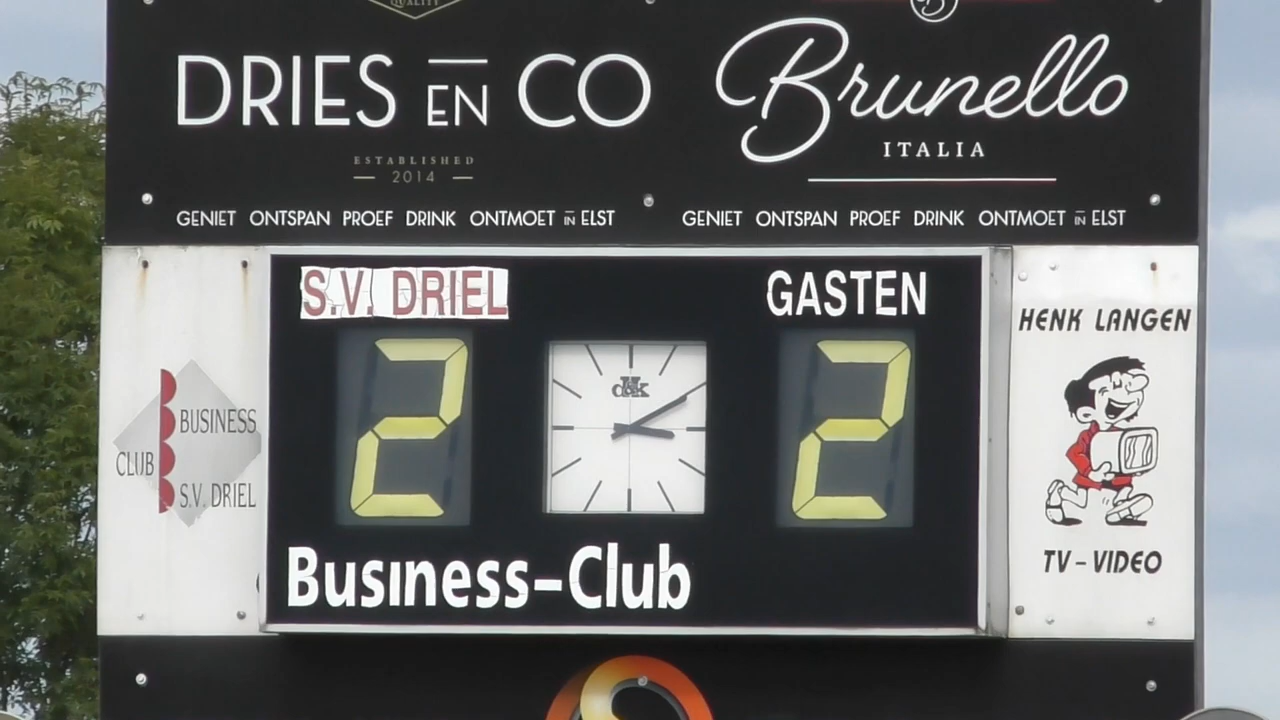 QUALITY
DRIES EN CO
ESTABLISHED
2014
GENIET ONTSPAN PROEF DRINK ONTMOET IN ELST
B
Brunello
ITALIA
GENIET ONTSPAN PROEF DRINK ONTMOET IN ELST
S.V. DRIEL
GASTEN
2
2
BUSINESS
CLUB
S.V. DRIEL
Business-Club
HENK LANGEN
TV-VIDEO